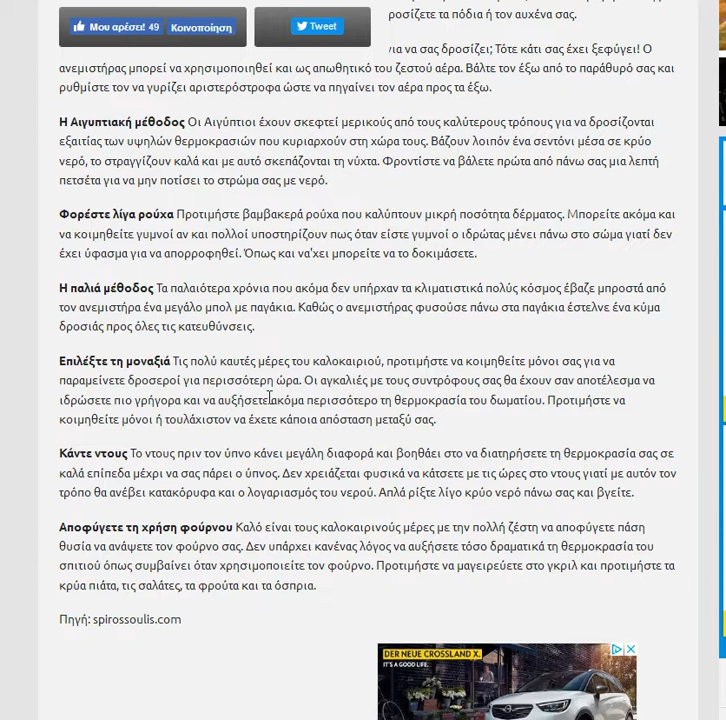 ροσίζετε τα πόδια ή τον αυχένα σας.
Μου αρέσει! 49 Κοινοποίηση
Tweet
για να σας δροσίζει; Τότε κάτι σας έχει ξεφύγει! Ο
ανεμιστήρας μπορεί να χρησιμοποιηθεί και ως απωθητικό του ζεστού αέρα. Βάλτε τον έξω από το παράθυρό σας και
ρυθμίστε τον να γυρίζει αριστερόστροφα ώστε να πηγαίνει τον αέρα προς τα έξω.
Η Αιγυπτιακή μέθοδος Οι Αιγύπτιοι έχουν σκεφτεί μερικούς από τους καλύτερους τρόπους για να δροσίζονται
εξαιτίας των υψηλών θερμοκρασιών που κυριαρχούν στη χώρα τους. Βάζουν λοιπόν ένα σεντόνι μέσα σε κρύο
νερό, το στραγγίζουν καλά και με αυτό σκεπάζονται τη νύχτα. Φροντίστε να βάλετε πρώτα από πάνω σας μια λεπτή
πετσέτα για να μην ποτίσει το στρώμα σας με νερό.
Φορέστε λίγα ρούχα Προτιμήστε βαμβακερά ρούχα που καλύπτουν μικρή ποσότητα δέρματος. Μπορείτε ακόμα και
να κοιμηθείτε γυμνοί αν και πολλοί υποστηρίζουν πως όταν είστε γυμνοί ο ιδρώτας μένει πάνω στο σώμα γιατί δεν
έχει ύφασμα για να απορροφηθεί. Όπως και να'χει μπορείτε να το δοκιμάσετε.
Η παλιά μέθοδος Τα παλαιότερα χρόνια που ακόμα δεν υπήρχαν τα κλιματιστικά πολύς κόσμος έβαζε μπροστά από
τον ανεμιστήρα ένα μεγάλο μπολ με παγάκια. Καθώς ο ανεμιστήρας φυσούσε πάνω στα παγάκια έστελνε ένα κύμα
δροσιάς προς όλες τις κατευθύνσεις.
Επιλέξτε τη μοναξιά Τις πολύ καυτές μέρες του καλοκαιριού, προτιμήστε να κοιμηθείτε μόνοι σας για να
παραμείνετε δροσεροί για περισσότερη ώρα. Οι αγκαλιές με τους συντρόφους σας θα έχουν σαν αποτέλεσμα να
ιδρώσετε πιο γρήγορα και να αυξήσετε ακόμα περισσότερο τη θερμοκρασία του δωματίου. Προτιμήστε να
κοιμηθείτε μόνοι ή τουλάχιστον να έχετε κάποια απόσταση μεταξύ σας.
Κάντε ντους Το ντους πριν τον ύπνο κάνει μεγάλη διαφορά και βοηθάει στο να διατηρήσετε τη θερμοκρασία σας σε
καλά επίπεδα μέχρι να σας πάρει ο ύπνος. Δεν χρειάζεται φυσικά να κάτσετε με τις ώρες στο ντους γιατί με αυτόν τον
τρόπο θα ανέβει κατακόρυφα και ο λογαριασμός του νερού. Απλά ρίξτε λίγο κρύο νερό πάνω σας και βγείτε.
Αποφύγετε τη χρήση φούρνου Καλό είναι τους καλοκαιρινούς μέρες με την πολλή ζέστη να αποφύγετε πάση
θυσία να ανάψετε τον φούρνο σας. Δεν υπάρχει κανένας λόγος να αυξήσετε τόσο δραματικά τη θερμοκρασία του
σπιτιού όπως συμβαίνει όταν χρησιμοποιείτε τον φούρνο. Προτιμήστε να μαγειρεύετε στο γκριλ και προτιμήστε τα
κρύα πιάτα, τις σαλάτες, τα φρούτα και τα όσπρια.
Πηγή: spirossoulis.com
DER NEUE CROSSLAND X.
IT'S A GOOD LIFE.